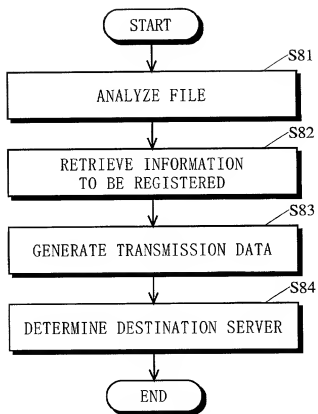 START
S81
ANALYZE FILE
S82
RETRIEVE INFORMATION
TO BE REGISTERED
S83
GENERATE TRANSMISSION DATA
S84
DETERMINE DESTINATION SERVER
END